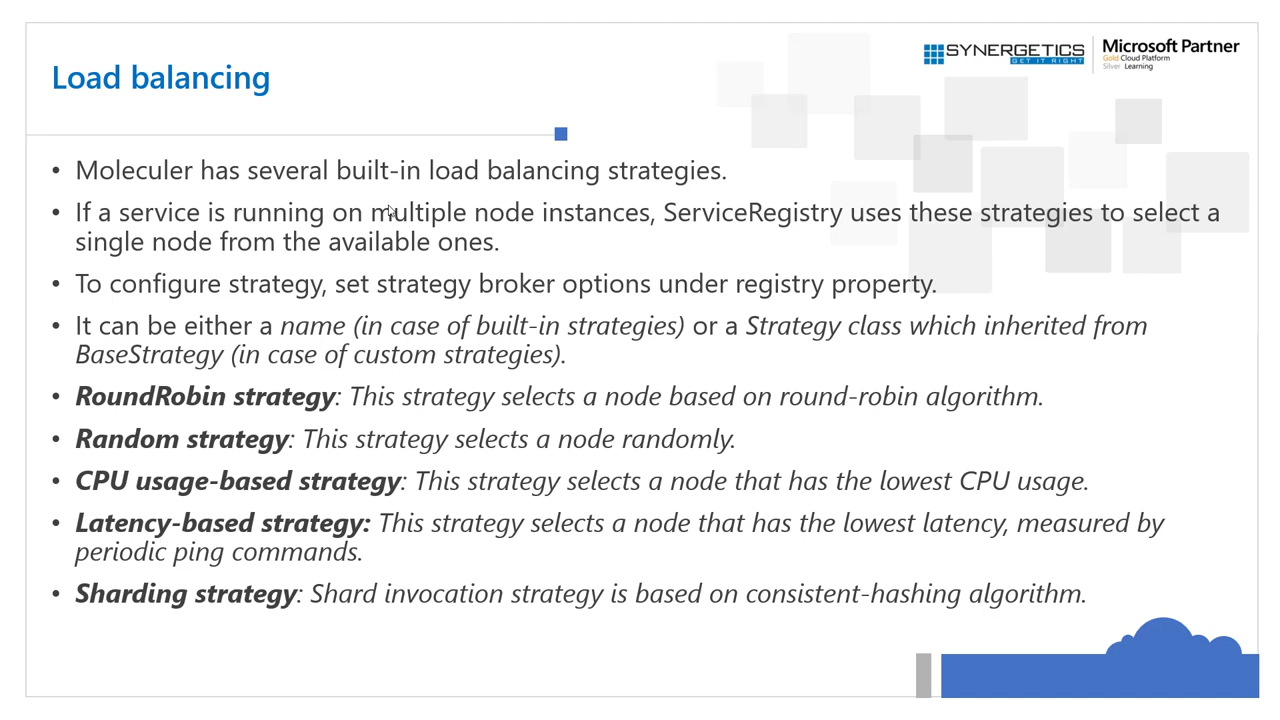 SYNERGETICS
GET IT RIGHT
Microsoft Partner
Gold Cloud Platform
Silver Learning
Load balancing
• Moleculer has several built-in load balancing strategies.
• If a service is running on multiple node instances, ServiceRegistry uses these strategies to select a
single node from the available ones.
• To configure strategy, set strategy broker options under registry property.
• It can be either a name (in case of built-in strategies) or a Strategy class which inherited from
BaseStrategy (in case of custom strategies).
• RoundRobin strategy: This strategy selects a node based on round-robin algorithm.
• Random strategy: This strategy selects a node randomly.
• CPU usage-based strategy: This strategy selects a node that has the lowest CPU usage.
• Latency-based strategy: This strategy selects a node that has the lowest latency, measured by
periodic ping commands.
• Sharding strategy: Shard invocation strategy is based on consistent-hashing algorithm.